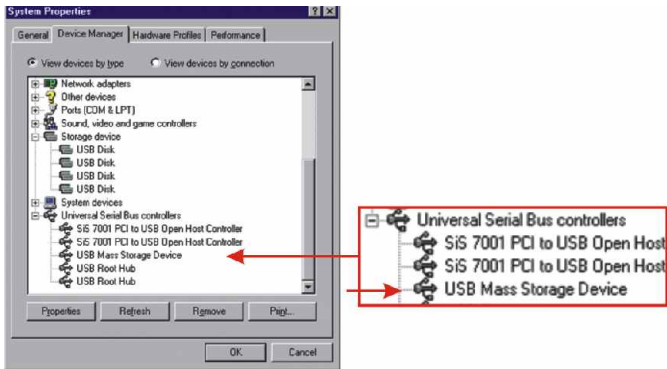 System Properties
General Device Manager Hardware Profiles Performance
View devices by type View devices by connection
Network adapters
Other devices
Ports (COM & LPT)
Sound, video and game controllers
Storage device
USB Disk
USB Disk
USB Disk
USB Disk
System devices
Universal Serial Bus controllers
SiS 7001 PCI to USB Open Host Controller
SiS 7001 PCI to USB Open Host Controller
USB Mass Storage Device
USB Root Hub
USB Root Hub
Properties Refresh Remove Print...
OK Cancel
Universal Serial Bus controllers
SiS 7001 PCI to USB Open Host
SiS 7001 PCI to USB Open Host
USB Mass Storage Device